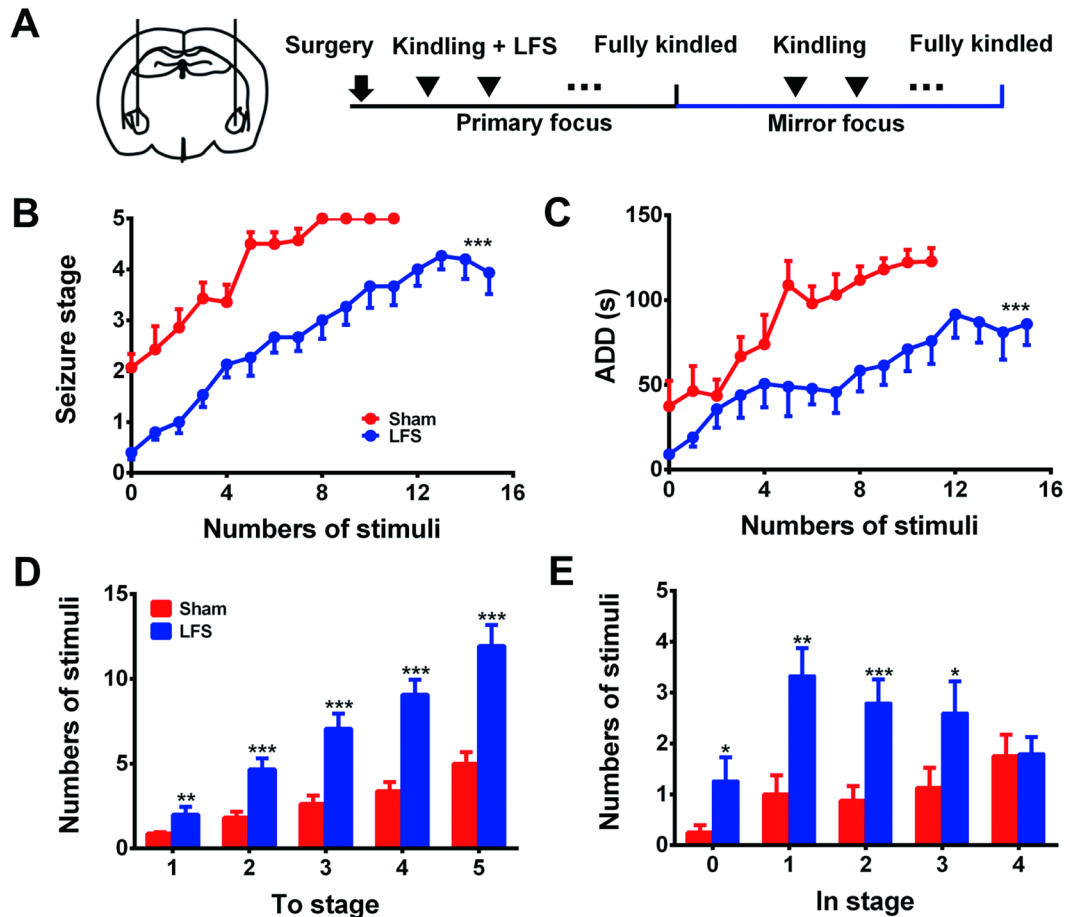 A
Surgery
Kindling + LFS
Fully kindled
Kindling
Fully kindled
...
...
Primary focus
Mirror focus
B
Seizure stage
5
4
3
2
1
0
***
Sham
LFS
0 4 8 12 16
Numbers of stimuli
C
ADD (s)
150
100
50
0
***
0 4 8 12 16
Numbers of stimuli
D
Numbers of stimuli
15
10
5
0
Sham
LFS
** *** *** *** ***
1 2 3 4 5
To stage
E
Numbers of stimuli
5
4
3
2
1
0
* ** *** *
0 1 2 3 4
In stage